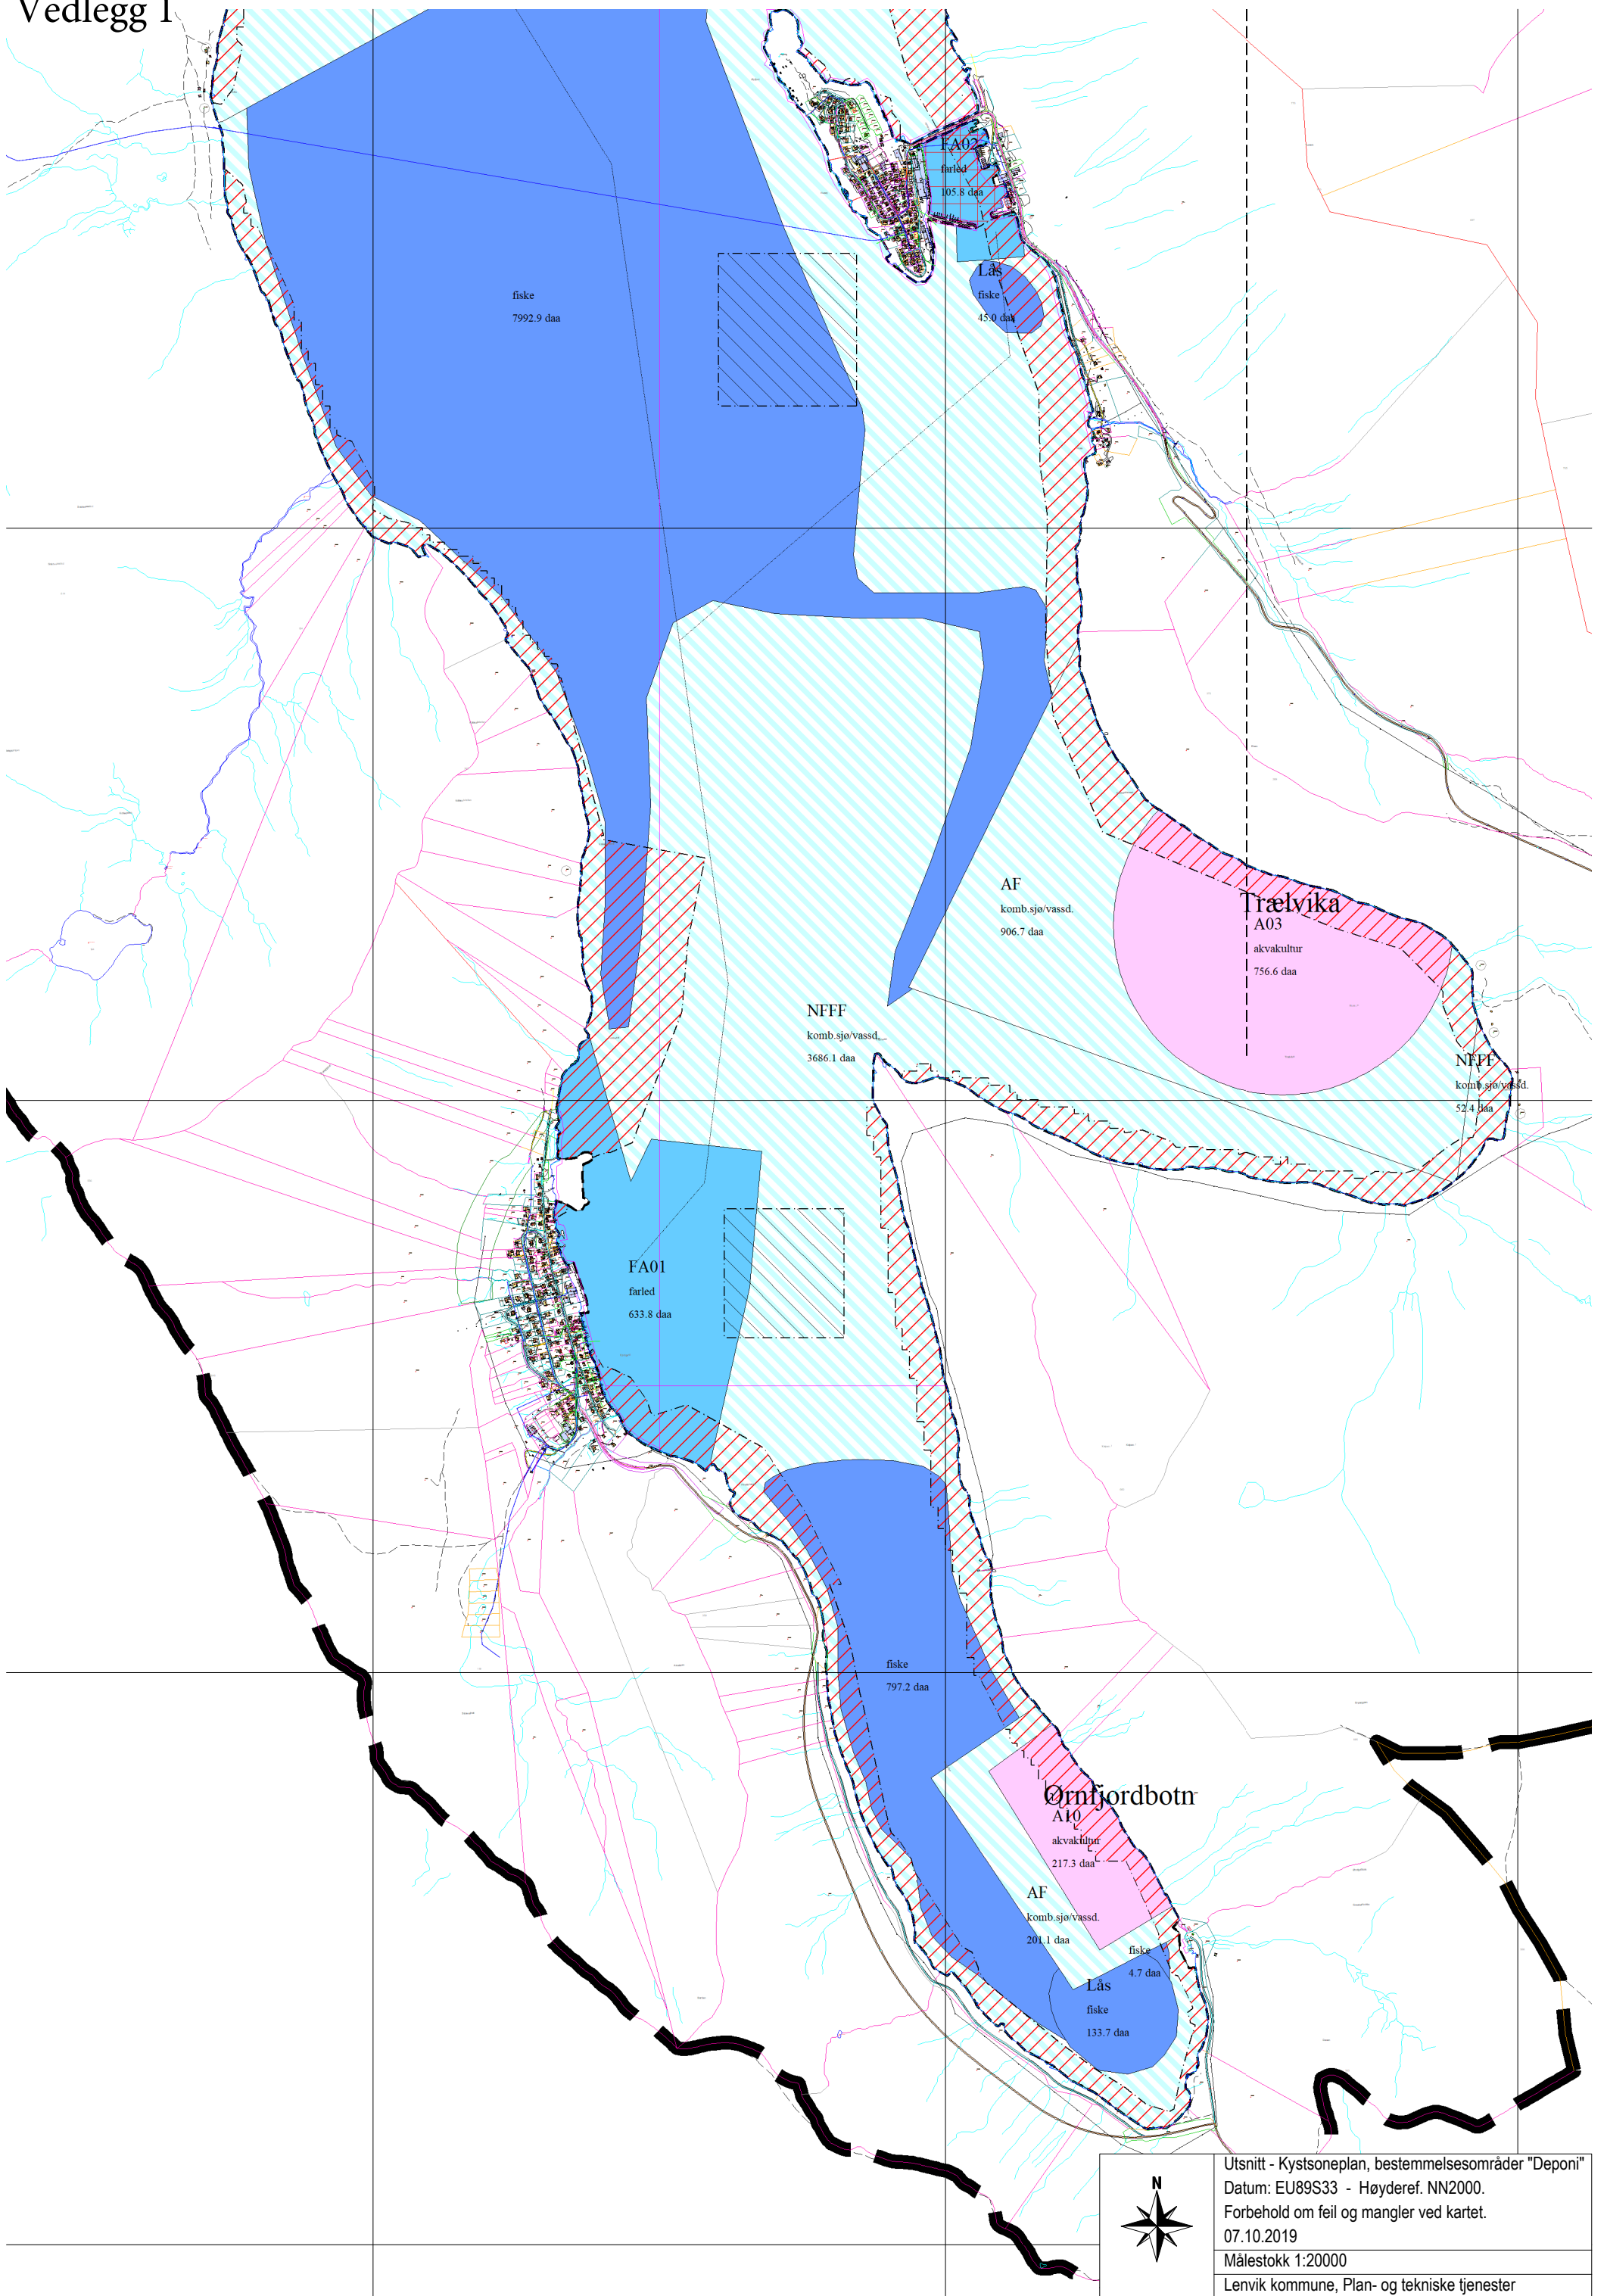 Vedlegg 1
FA02
farled
105.8 daa
Lås
fiske
45.0 daa
fiske
7992.9 daa
AF
komb.sjø/vassd.
906.7 daa
Trælvika
A03
akvakultur
756.6 daa
NFFF
komb.sjø/vassd.
3686.1 daa
NFFF
komb.sjø/vassd.
52.4 daa
FA01
farled
633.8 daa
fiske
797.2 daa
Ørnfjordbotn
A10
akvakultur
217.3 daa
AF
komb.sjø/vassd.
201.1 daa
fiske
4.7 daa
Lås
fiske
133.7 daa
N
Utsnitt - Kystsoneplan, bestemmelsesområder "Deponi"
Datum: EU89S33 - Høyderef. NN2000.
Forbehold om feil og mangler ved kartet.
07.10.2019
Målestokk 1:20000
Lenvik kommune, Plan- og tekniske tjenester